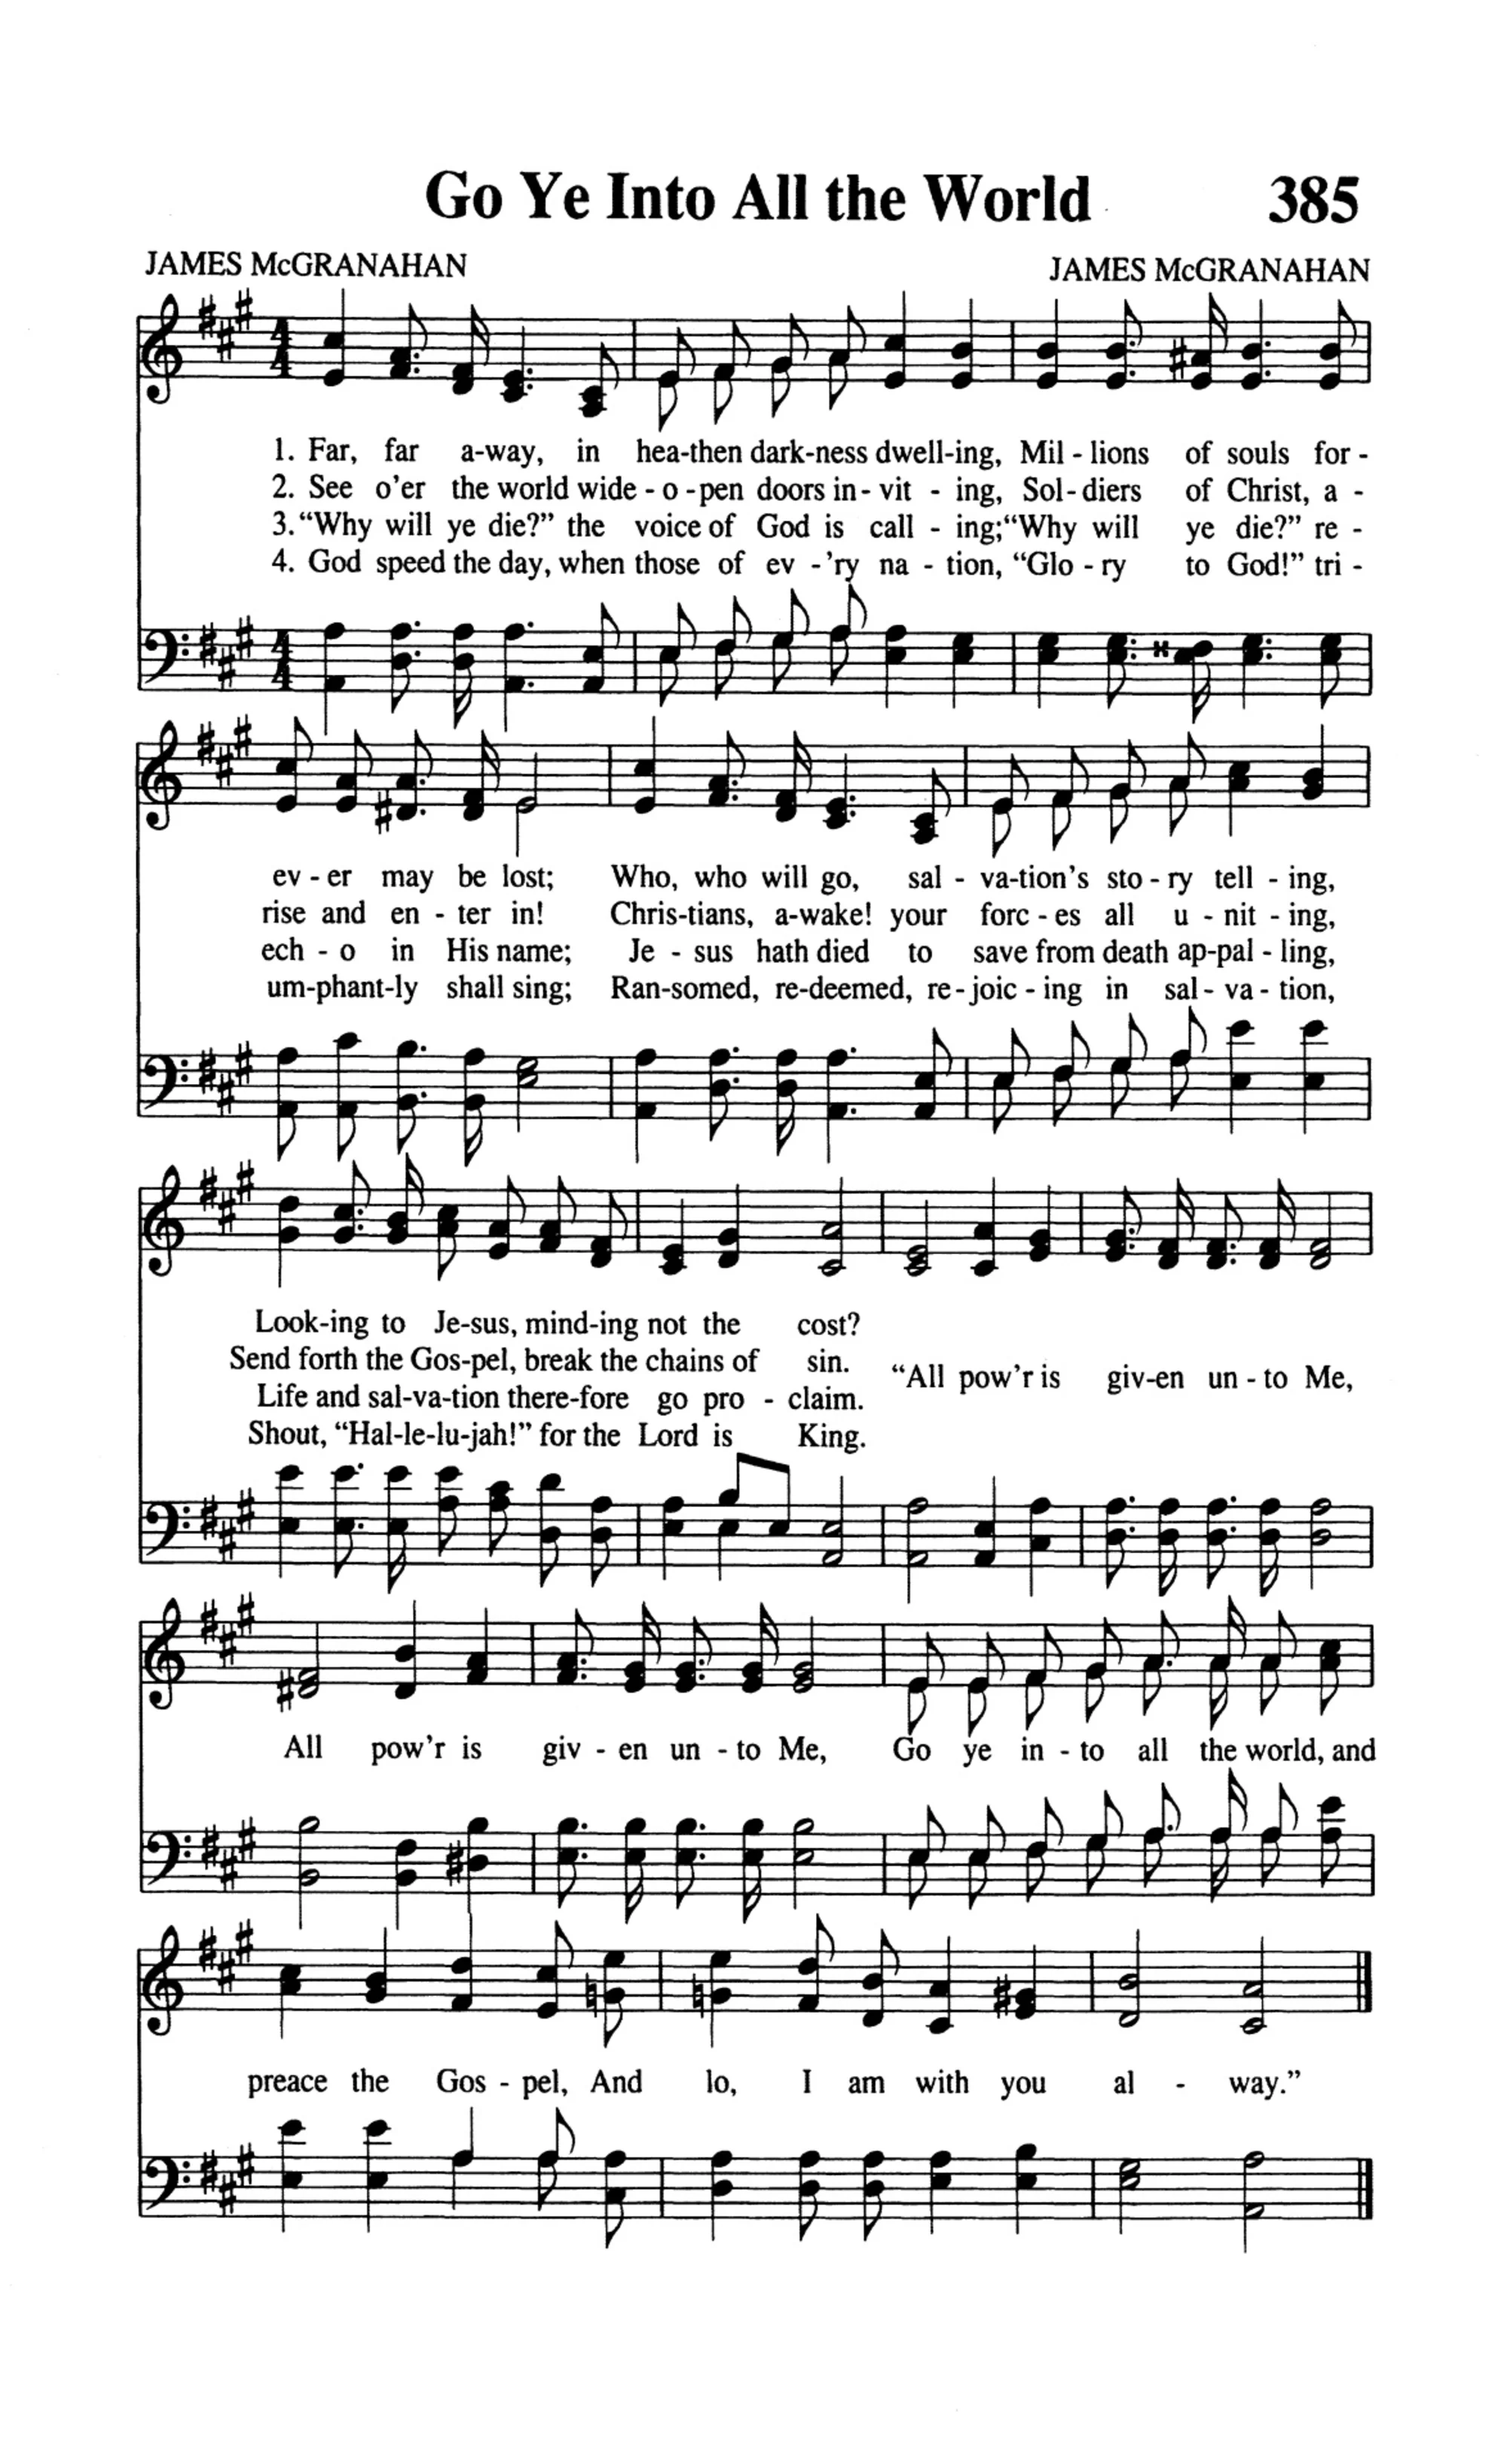 Go Ye Into All the World 385
JAMES McGRANAHAN JAMES McGRANAHAN
4 4
1. Far, far a-way, in hea-then dark-ness dwell-ing, Mil - lions of souls for -
2. See o'er the world wide - o - pen doors in - vit - ing, Sol - diers of Christ, a -
3. “Why will ye die?” the voice of God is call - ing; “Why will ye die?” re -
4. God speed the day, when those of ev -'ry na - tion, “Glo - ry to God!” tri -
4 4
ev - er may be lost; Who, who will go, sal - va-tion's sto - ry tell - ing,
rise and en - ter in! Chris-tians, a-wake! your forc - es all u - nit - ing,
ech - o in His name; Je - sus hath died to save from death ap-pal - ling,
um-phant-ly shall sing; Ran-somed, re-deemed, re-joic - ing in sal - va - tion,
Look-ing to Je-sus, mind-ing not the cost?
Send forth the Gos-pel, break the chains of sin.
“All pow'r is giv-en un - to Me,
Life and sal-va-tion there-fore go pro - claim.
Shout, “Hal-le-lu-jah!” for the Lord is King.
All pow'r is giv - en un - to Me, Go ye in - to all the world, and
preace the Gos - pel, And lo, I am with you al - way.”